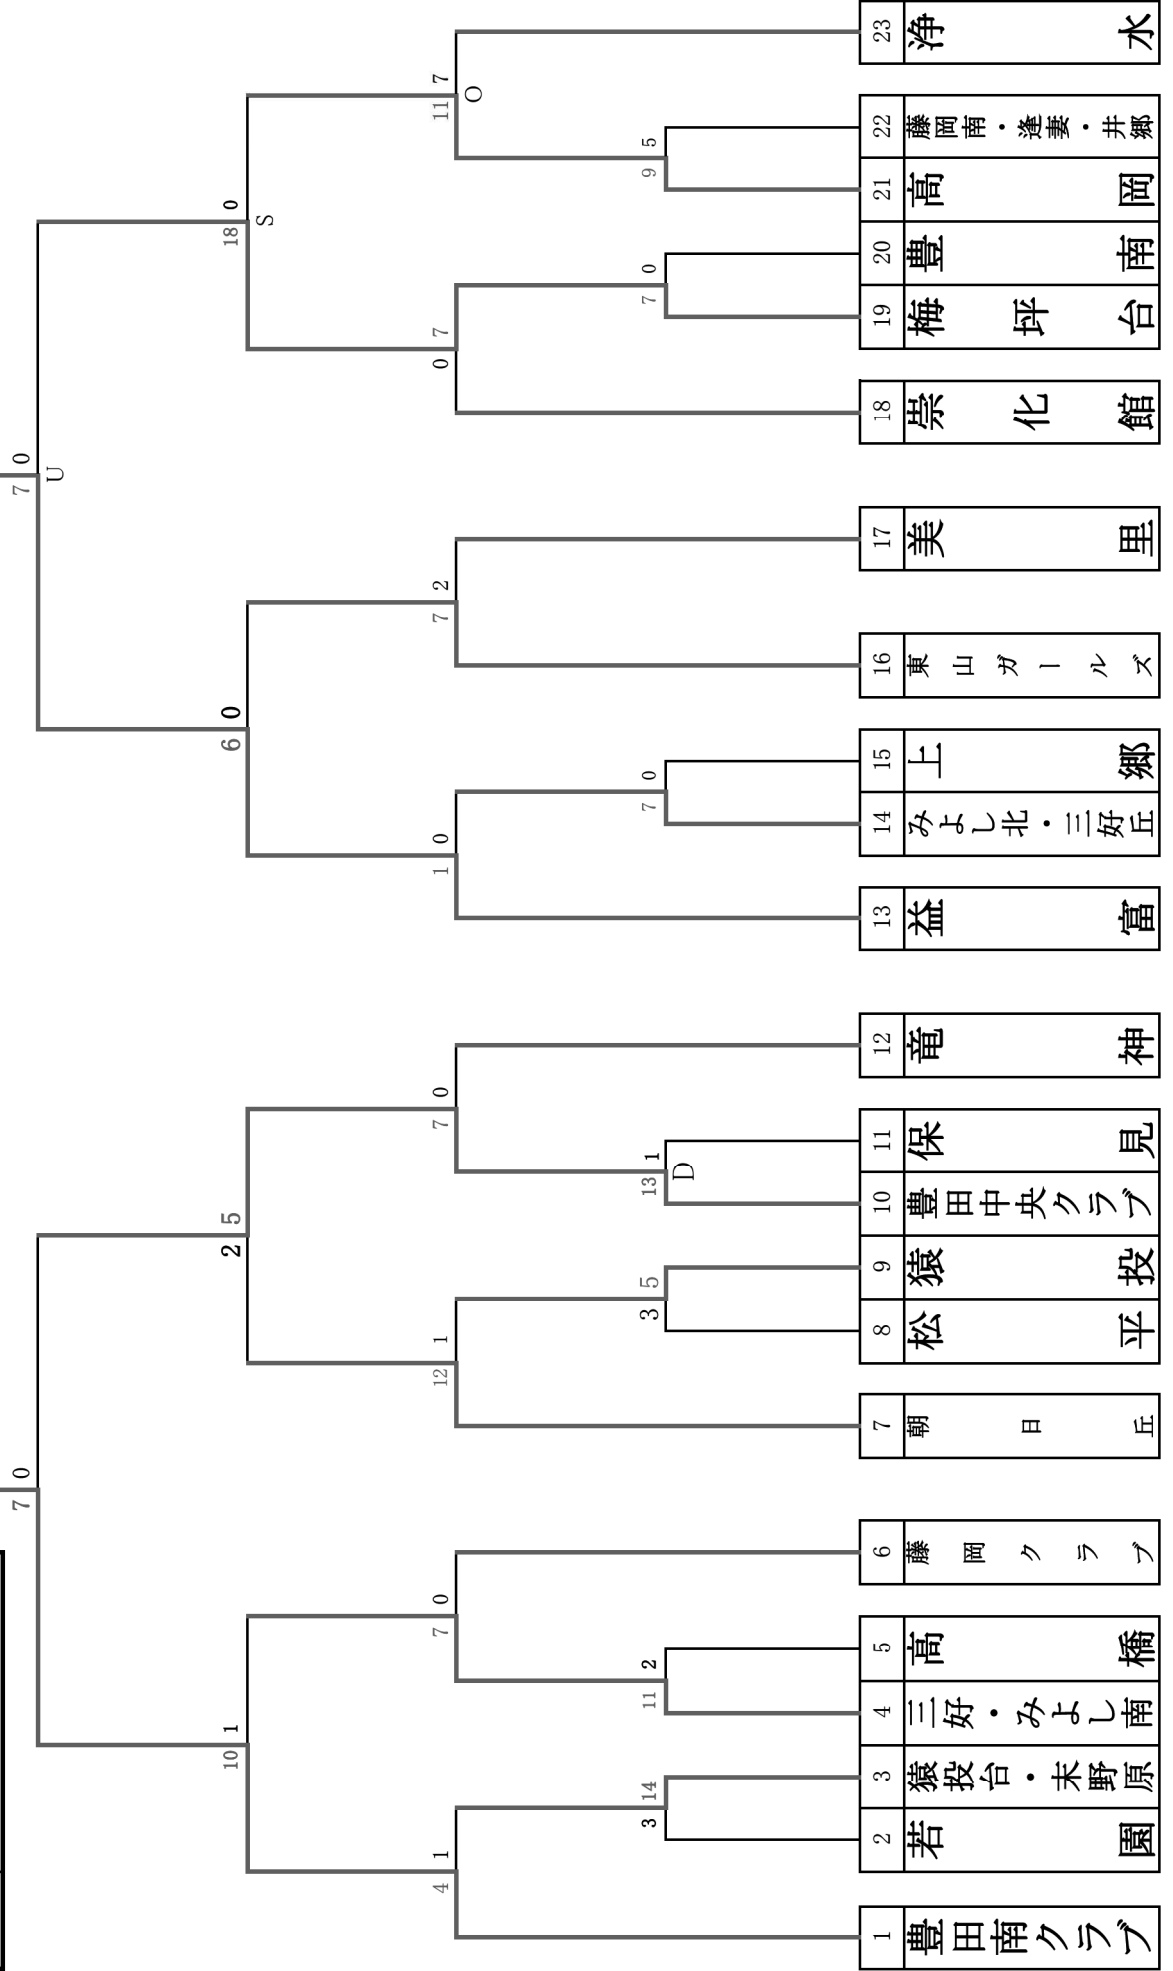 23 浄水
22 藤岡南・逢妻・井郷
21 高岡
20 豊南
19 梅坪台
18 崇化館
17 美里
16 東山ガールズ
15 上郷
14 みよし北・三好丘
13 益富
12 竜神
11 保見
10 豊田中央クラブ
9 猿投
8 松平
7 朝日丘
6 藤岡クラブ
5 高橋
4 三好・みよし南
3 猿投台・末野原
2 若園
1 豊田南クラブ
5
9
0
7
0
7
1
13
D
5
3
2
11
14
3
7
11
O
7
0
2
7
0
1
0
7
1
12
0
7
1
4
0
18
S
0
6
5
2
1
10
0
7
U
0
7